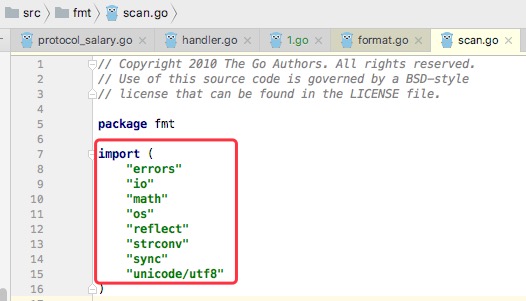 src fmt scan.go
protocol_salary.go handler.go 1.go format.go scan.go
1 // Copyright 2010 The Go Authors. All rights reserved.
2 // Use of this source code is governed by a BSD-style
3 // license that can be found in the LICENSE file.
4
5 package fmt
6
7 import (
8 "errors"
9 "io"
10 "math"
11 "os"
12 "reflect"
13 "strconv"
14 "sync"
15 "unicode/utf8"
16 )